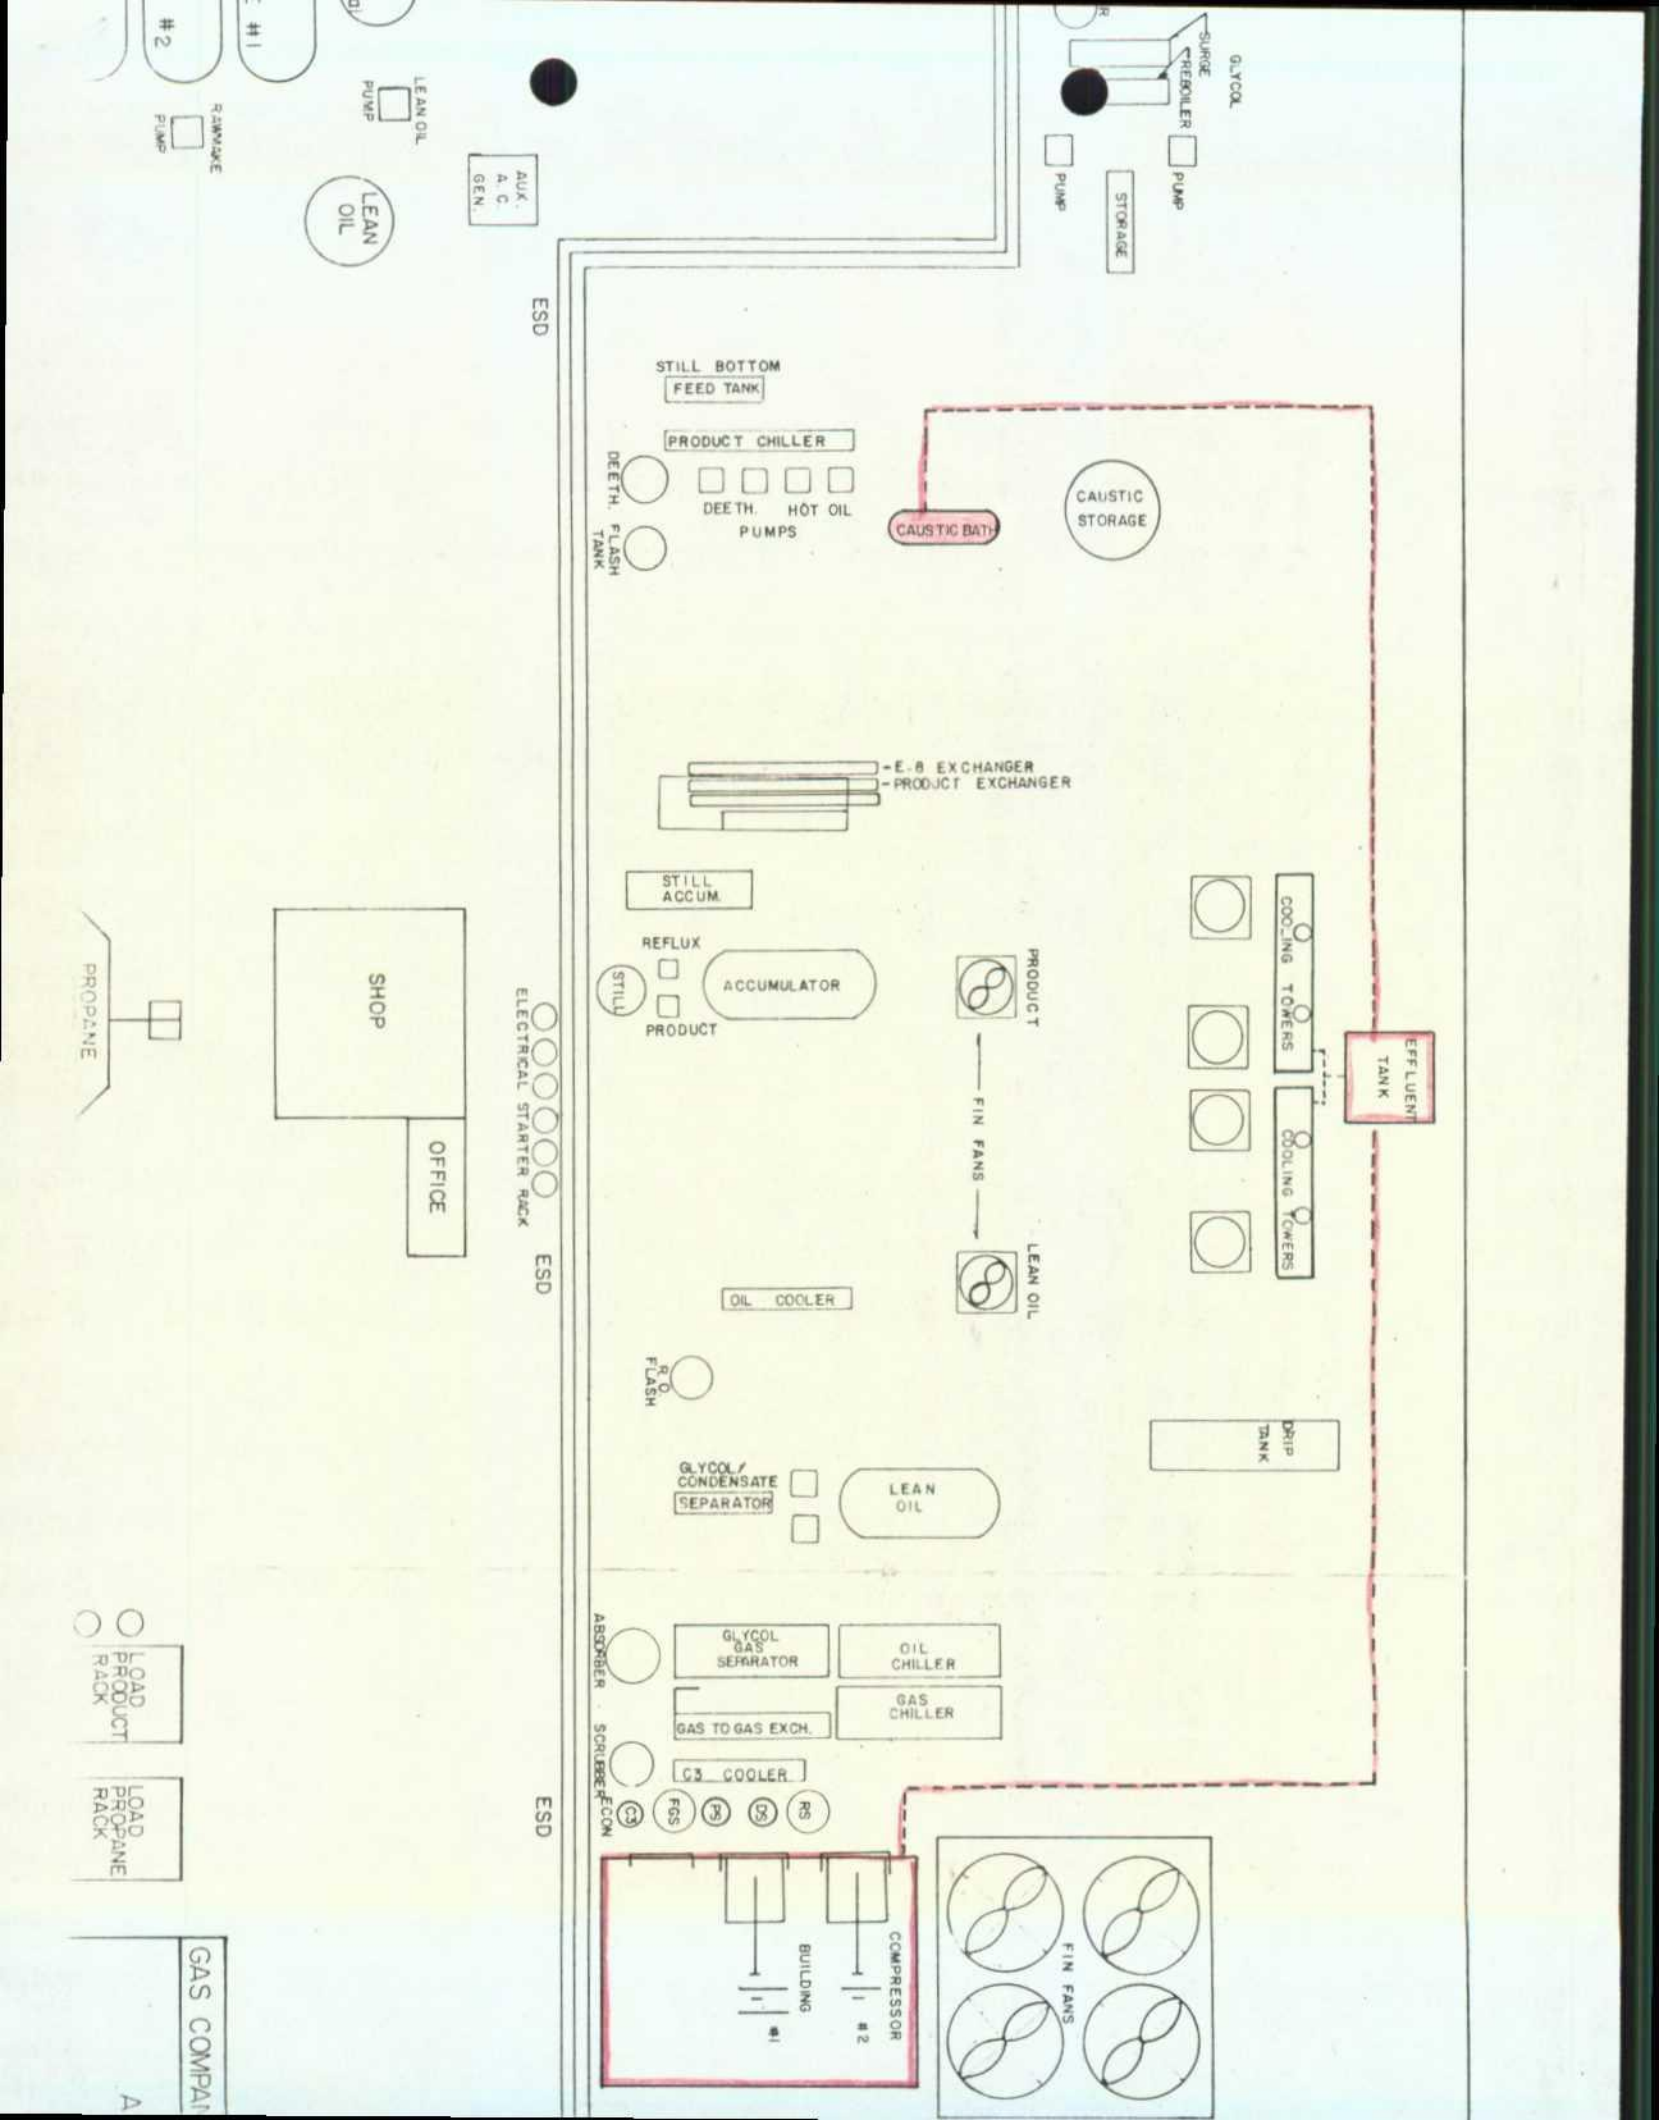 #2
#1
RAWMAKE
PUMP
LEAN OIL
PUMP
LEAN
OIL
AUX.
A.C.
GEN.
GLYCOL
SURGE
REBOILER
PUMP
PUMP
STORAGE
ESD
STILL BOTTOM
FEED TANK
PRODUCT CHILLER
DEETH.
FLASH
TANK
DEETH. HOT OIL
PUMPS
CAUSTIC BATH
CAUSTIC
STORAGE
-E-8 EXCHANGER
-PRODUCT EXCHANGER
STILL
ACCUM.
REFLUX
STILL
PRODUCT
ACCUMULATOR
PRODUCT
FIN FANS
LEAN OIL
COOLING TOWERS
COOLING TOWERS
EFFLUENT
TANK
PROPANE
SHOP
OFFICE
ELECTRICAL STARTER RACK
ESD
OIL COOLER
R.O.
FLASH
DRIP
TANK
GLYCOL/
CONDENSATE
SEPARATOR
LEAN
OIL
ABSORBER
GLYCOL
GAS
SEPARATOR
OIL
CHILLER
GAS
CHILLER
GAS TO GAS EXCH.
SCRUBBER
C3 COOLER
ECON
C3
FGS
PS
DS
RS
ESD
LOAD
PRODUCT
RACK
LOAD
PROPANE
RACK
COMPRESSOR
BUILDING
#1
#2
FIN FANS
GAS COMPAN
A